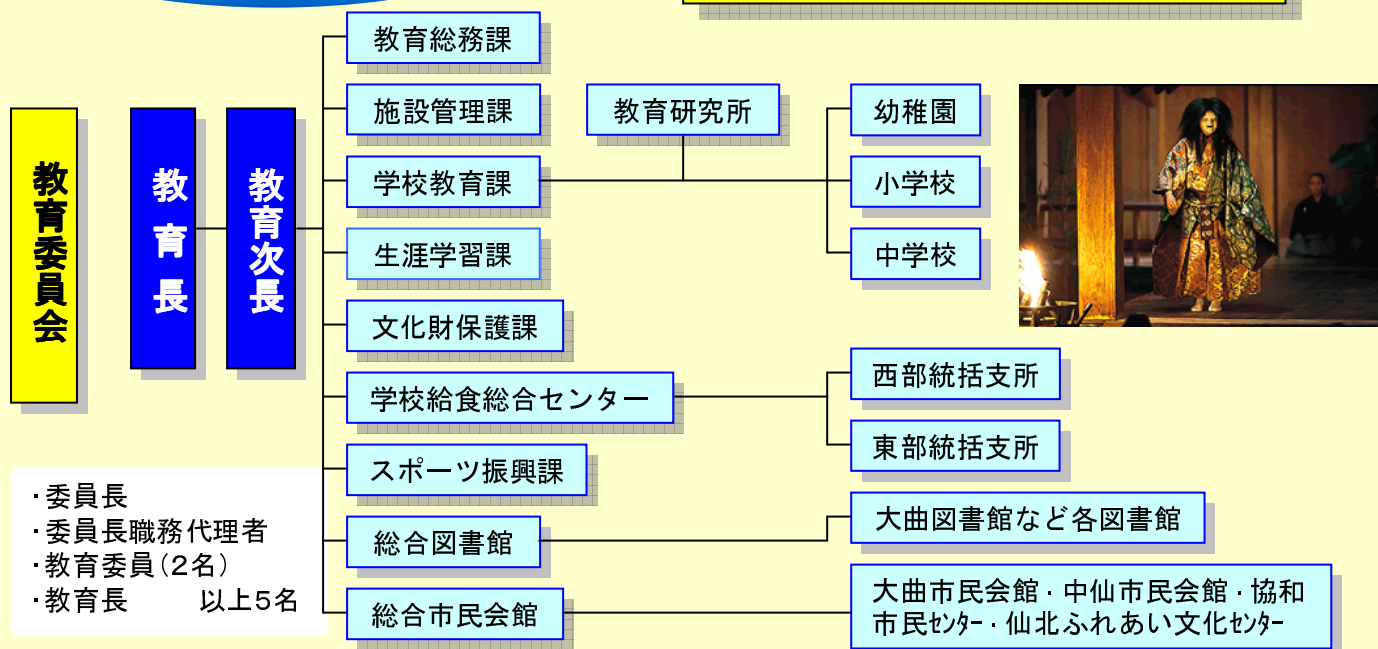 教育委員会
教育長
教育次長
教育総務課
施設管理課
学校教育課
生涯学習課
文化財保護課
学校給食総合センター
スポーツ振興課
総合図書館
総合市民会館
教育研究所
幼稚園
小学校
中学校
西部統括支所
東部統括支所
大曲図書館など各図書館
大曲市民会館・中仙市民会館・協和
市民ｾﾝﾀｰ・仙北ふれあい文化ｾﾝﾀｰ
・委員長
・委員長職務代理者
・教育委員（２名）
・教育長　　以上５名